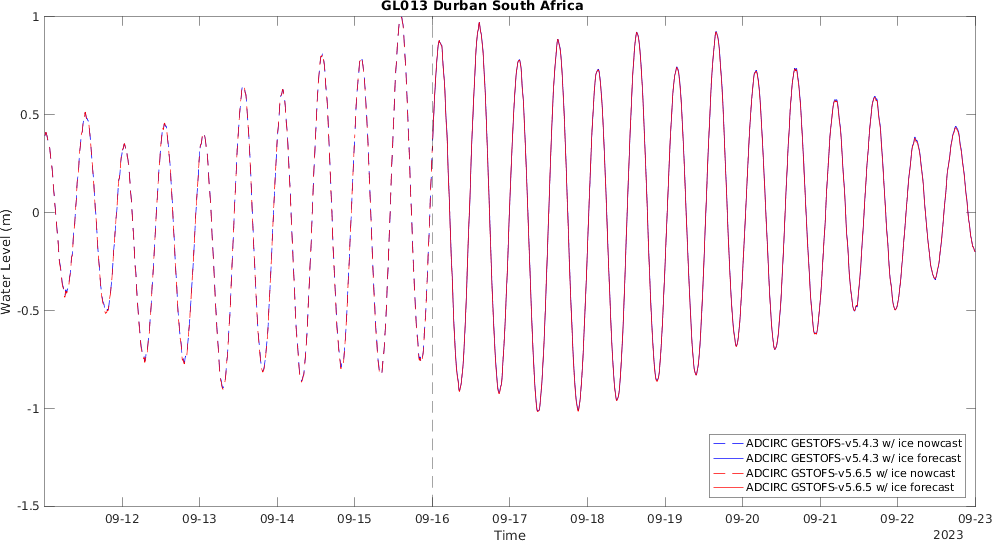 GL013 Durban South Africa
1
0.5
0
-0.5
-1
-1.5
Water Level (m)
ADCIRC GESTOFS-v5.4.3 w/ ice nowcast
ADCIRC GESTOFS-v5.4.3 w/ ice forecast
ADCIRC GSTOFS-v5.6.5 w/ ice nowcast
ADCIRC GSTOFS-v5.6.5 w/ ice forecast
09-12 09-13 09-14 09-15 09-16 09-17 09-18 09-19 09-20 09-21 09-22 09-23
Time
2023